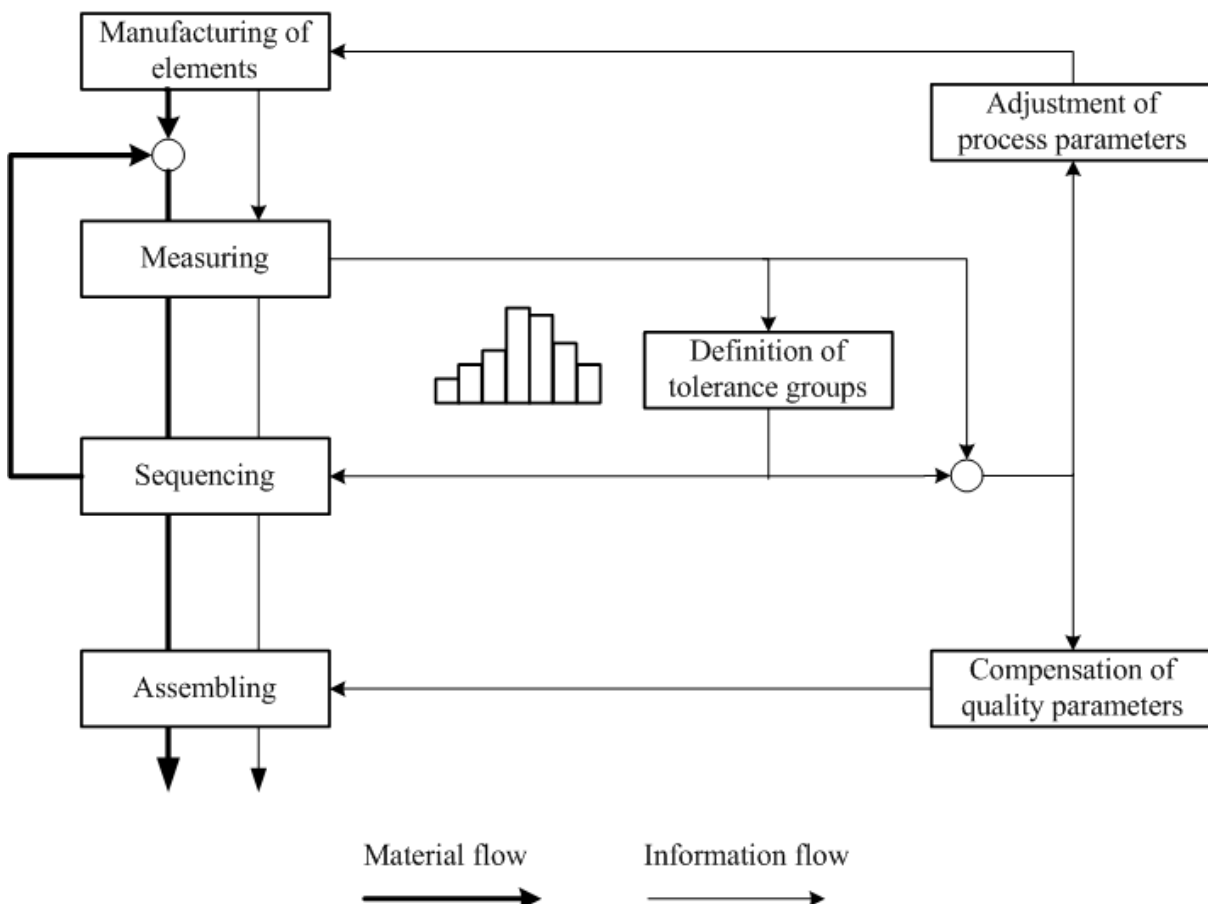 Manufacturing of
elements
Adjustment of
process parameters
Measuring
Definition of
tolerance groups
Sequencing
Assembling
Compensation of
quality parameters
Material flow
Information flow